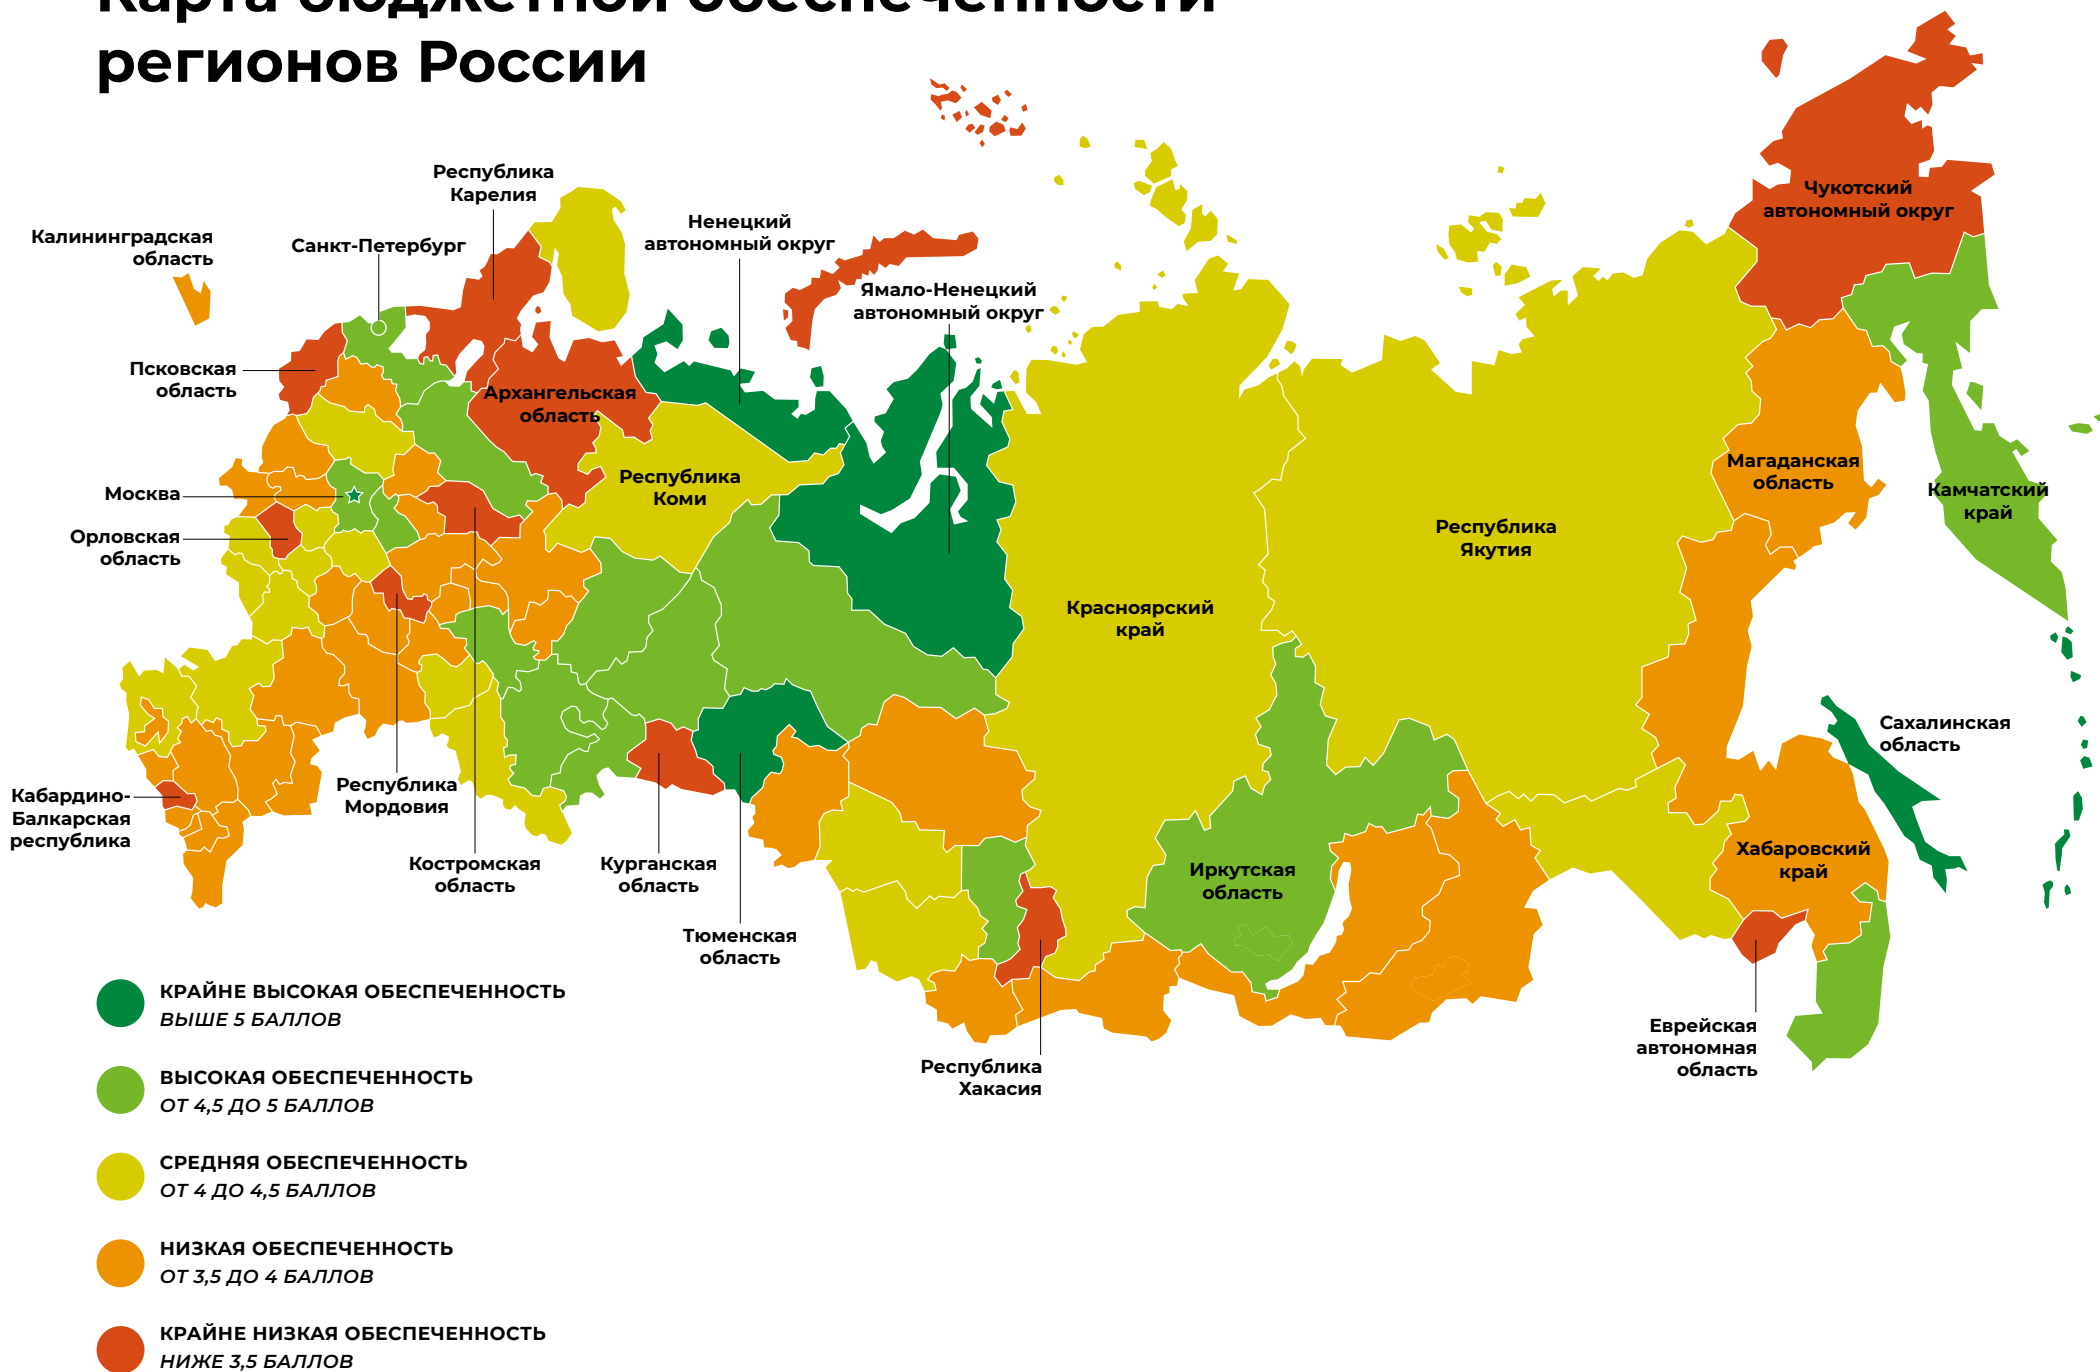 Карта бюджетной обеспеченности
регионов России
Республика
Карелия
Калининградская
область
Санкт-Петербург
Ненецкий
автономный округ
Ямало-Ненецкий
автономный округ
Чукотский
автономный округ
Псковская
область
Архангельская
область
Республика
Коми
Москва
Орловская
область
Магаданская
область
Камчатский
край
Республика
Якутия
Красноярский
край
Сахалинская
область
Республика
Мордовия
Кабардино-
Балкарская
республика
Костромская
область
Курганская
область
Тюменская
область
Иркутская
область
Хабаровский
край
Еврейская
автономная
область
Республика
Хакасия
КРАЙНЕ ВЫСОКАЯ ОБЕСПЕЧЕННОСТЬ
ВЫШЕ 5 БАЛЛОВ
ВЫСОКАЯ ОБЕСПЕЧЕННОСТЬ
ОТ 4,5 ДО 5 БАЛЛОВ
СРЕДНЯЯ ОБЕСПЕЧЕННОСТЬ
ОТ 4 ДО 4,5 БАЛЛОВ
НИЗКАЯ ОБЕСПЕЧЕННОСТЬ
ОТ 3,5 ДО 4 БАЛЛОВ
КРАЙНЕ НИЗКАЯ ОБЕСПЕЧЕННОСТЬ
НИЖЕ 3,5 БАЛЛОВ